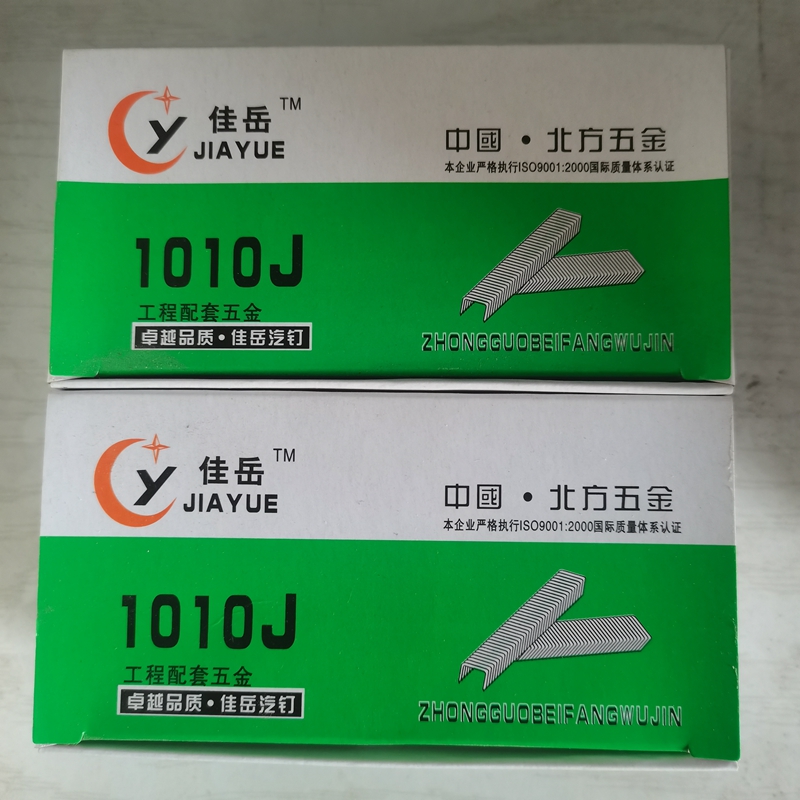 佳岳 TM
JIAYUE
中國·北方五金
本企业严格执行ISO9001:2000国际质量体系认证
1010J
工程配套五金
卓越品质·佳岳汽钉
ZHONGGUOBEIFANGWUJIN
佳岳 TM
JIAYUE
中國·北方五金
本企业严格执行ISO9001:2000国际质量体系认证
1010J
工程配套五金
卓越品质·佳岳汽钉
ZHONGGUOBEIFANGWUJIN